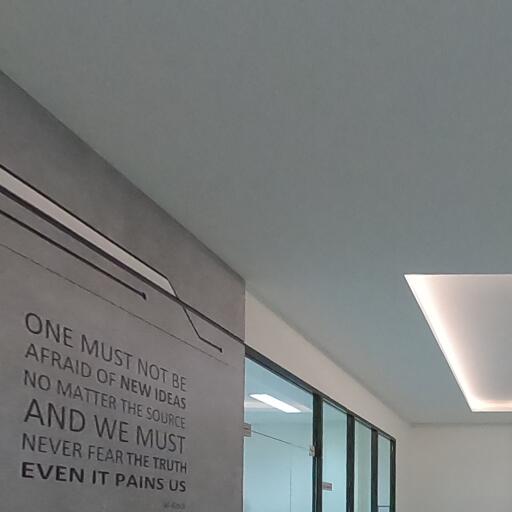 ONE MUST NOT BE
AFRAID OF NEW IDEAS
NO MATTER THE SOURCE
AND WE MUST
NEVER FEAR THE TRUTH
EVEN IT PAINS US